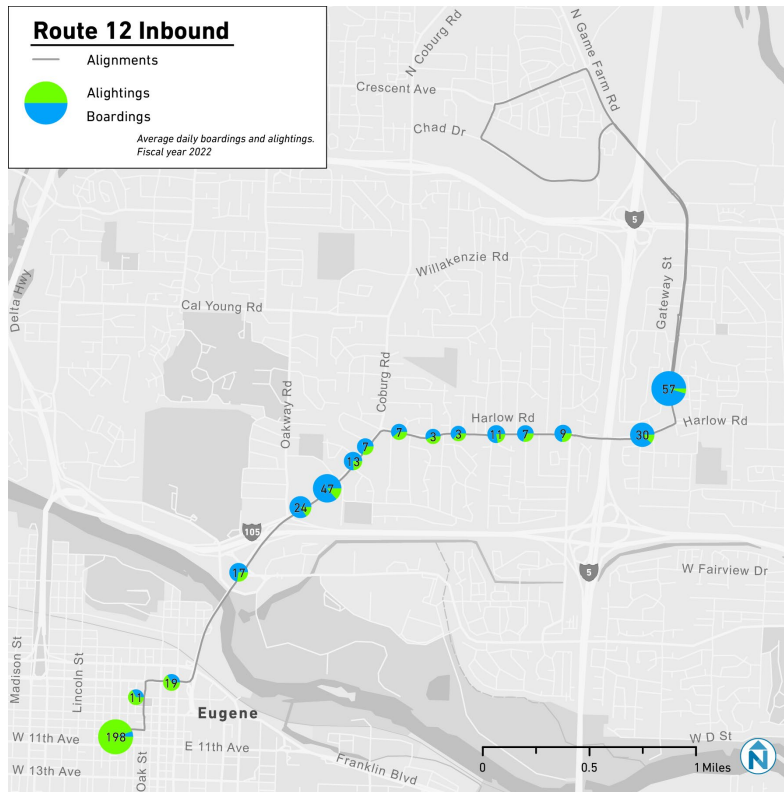 Route 12 Inbound
Alignments
Alightings
Boardings
Average daily boardings and alightings.
Fiscal year 2022
N Coburg Rd
N Game Farm Rd
Crescent Ave
Chad Dr
5
Willakenzie Rd
Gateway St
Delta Hwy
Cal Young Rd
Coburg Rd
Oakway Rd
57
Harlow Rd
Harlow Rd
7
3
3
11
7
9
30
7
13
47
24
105
17
5
W Fairview Dr
Madison St
Lincoln St
19
11
Eugene
198
W 11th Ave
E 11th Ave
W D St
Oak St
W 13th Ave
Franklin Blvd
0
0.5
1 Miles
N